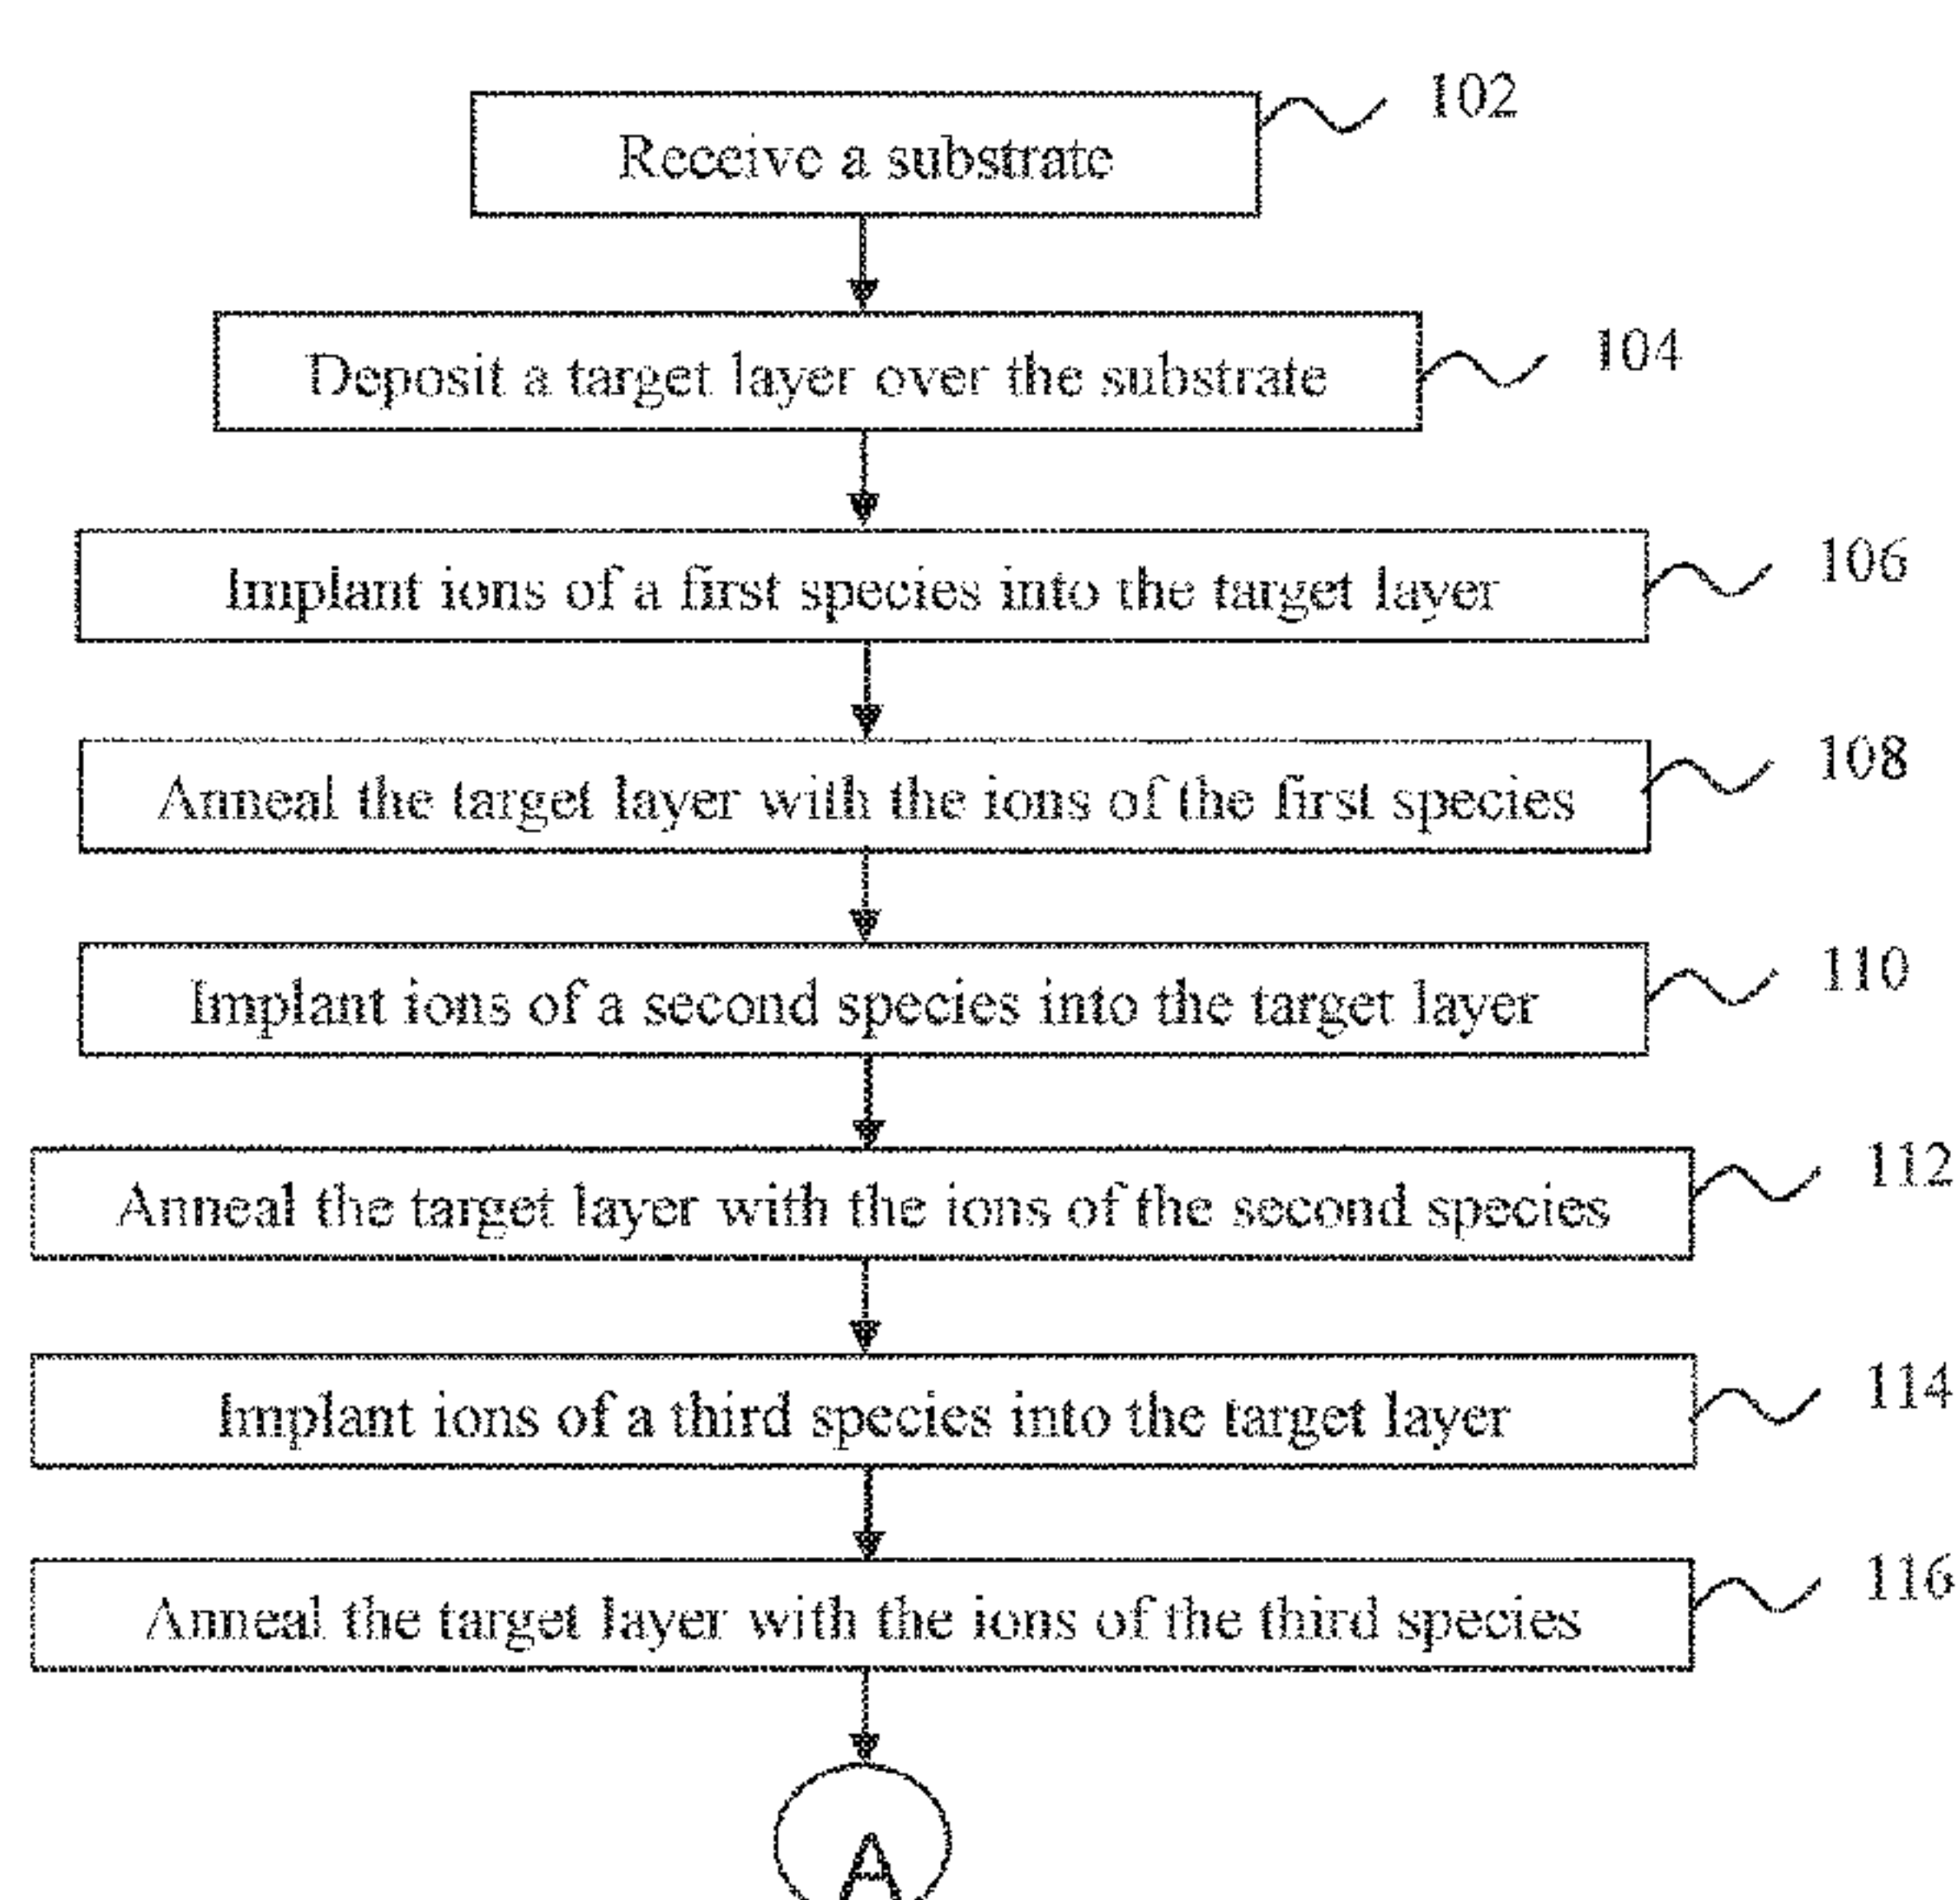 Receive a substrate
102
Deposit a target layer over the substrate
104
Implant ions of a first species into the target layer
106
Anneal the target layer with the ions of the first species
108
Implant ions of a second species into the target layer
110
Anneal the target layer with the ions of the second species
112
Implant ions of a third species into the target layer
114
Anneal the target layer with the ions of the third species
116
A